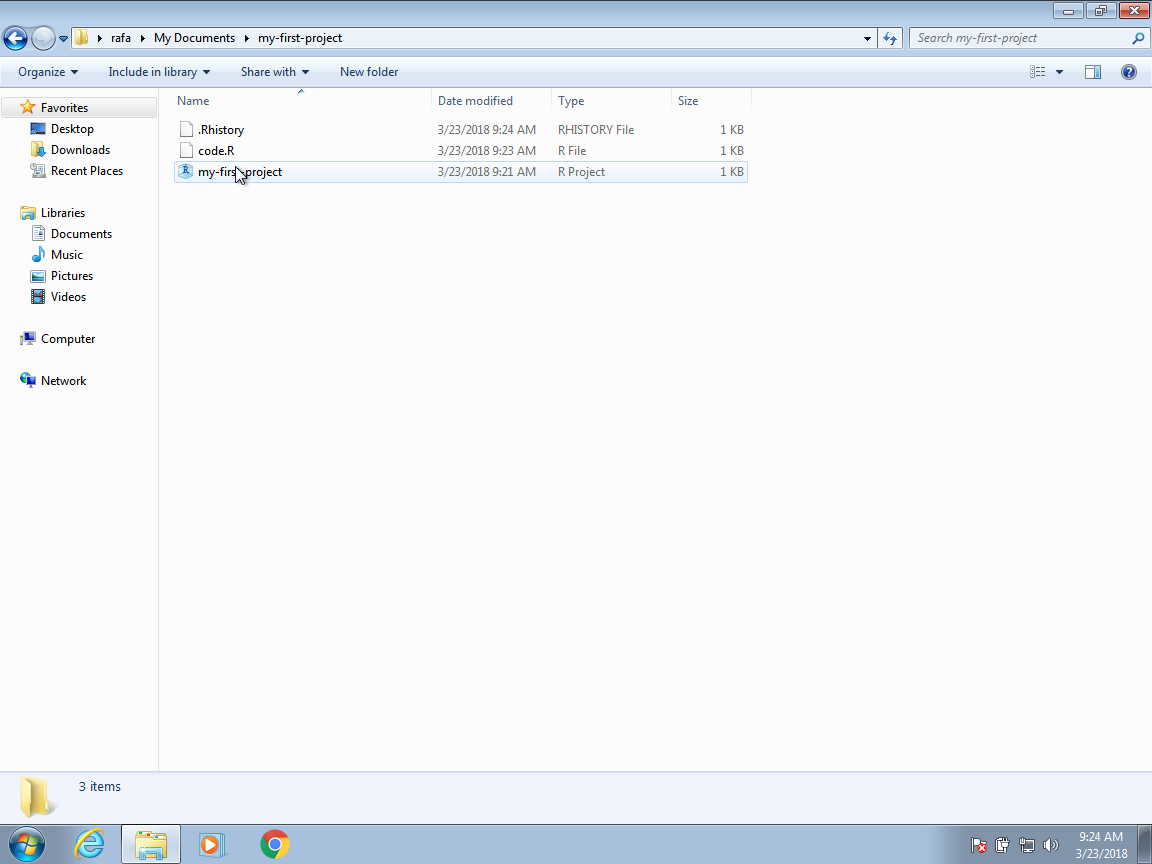 rafa My Documents my-first-project
Search my-first-project
Organize Include in library Share with New folder
Name Date modified Type Size
Favorites
Desktop
Downloads
Recent Places
Libraries
Documents
Music
Pictures
Videos
Computer
Network
.Rhistory 3/23/2018 9:24 AM RHISTORY File 1 KB
code.R 3/23/2018 9:23 AM R File 1 KB
my-first-project 3/23/2018 9:21 AM R Project 1 KB
3 items
9:24 AM
3/23/2018